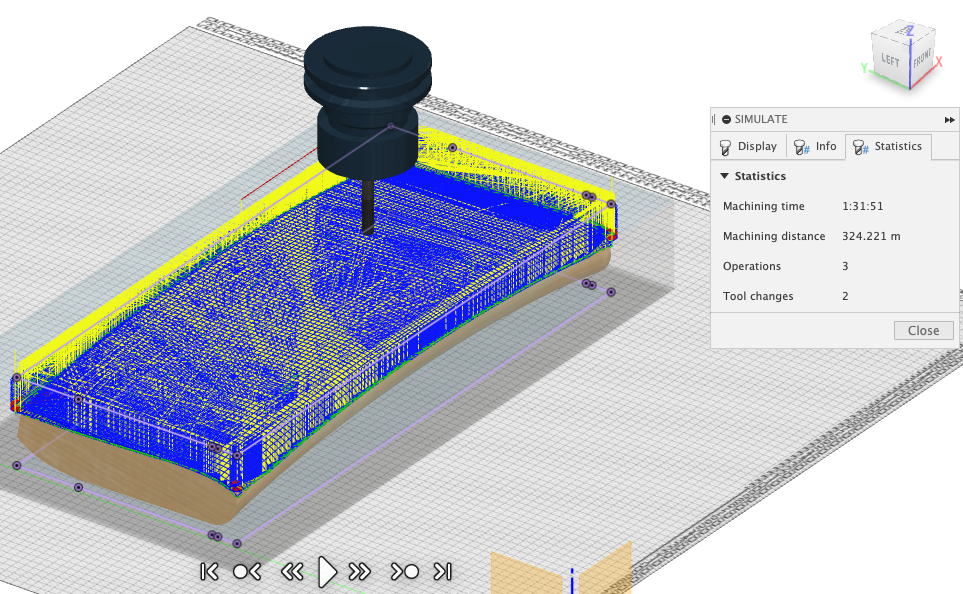 Z
LEFT
FRONT
Y
X
SIMULATE
Display
Info
Statistics
Statistics
Machining time 1:31:51
Machining distance 324.221 m
Operations 3
Tool changes 2
Close